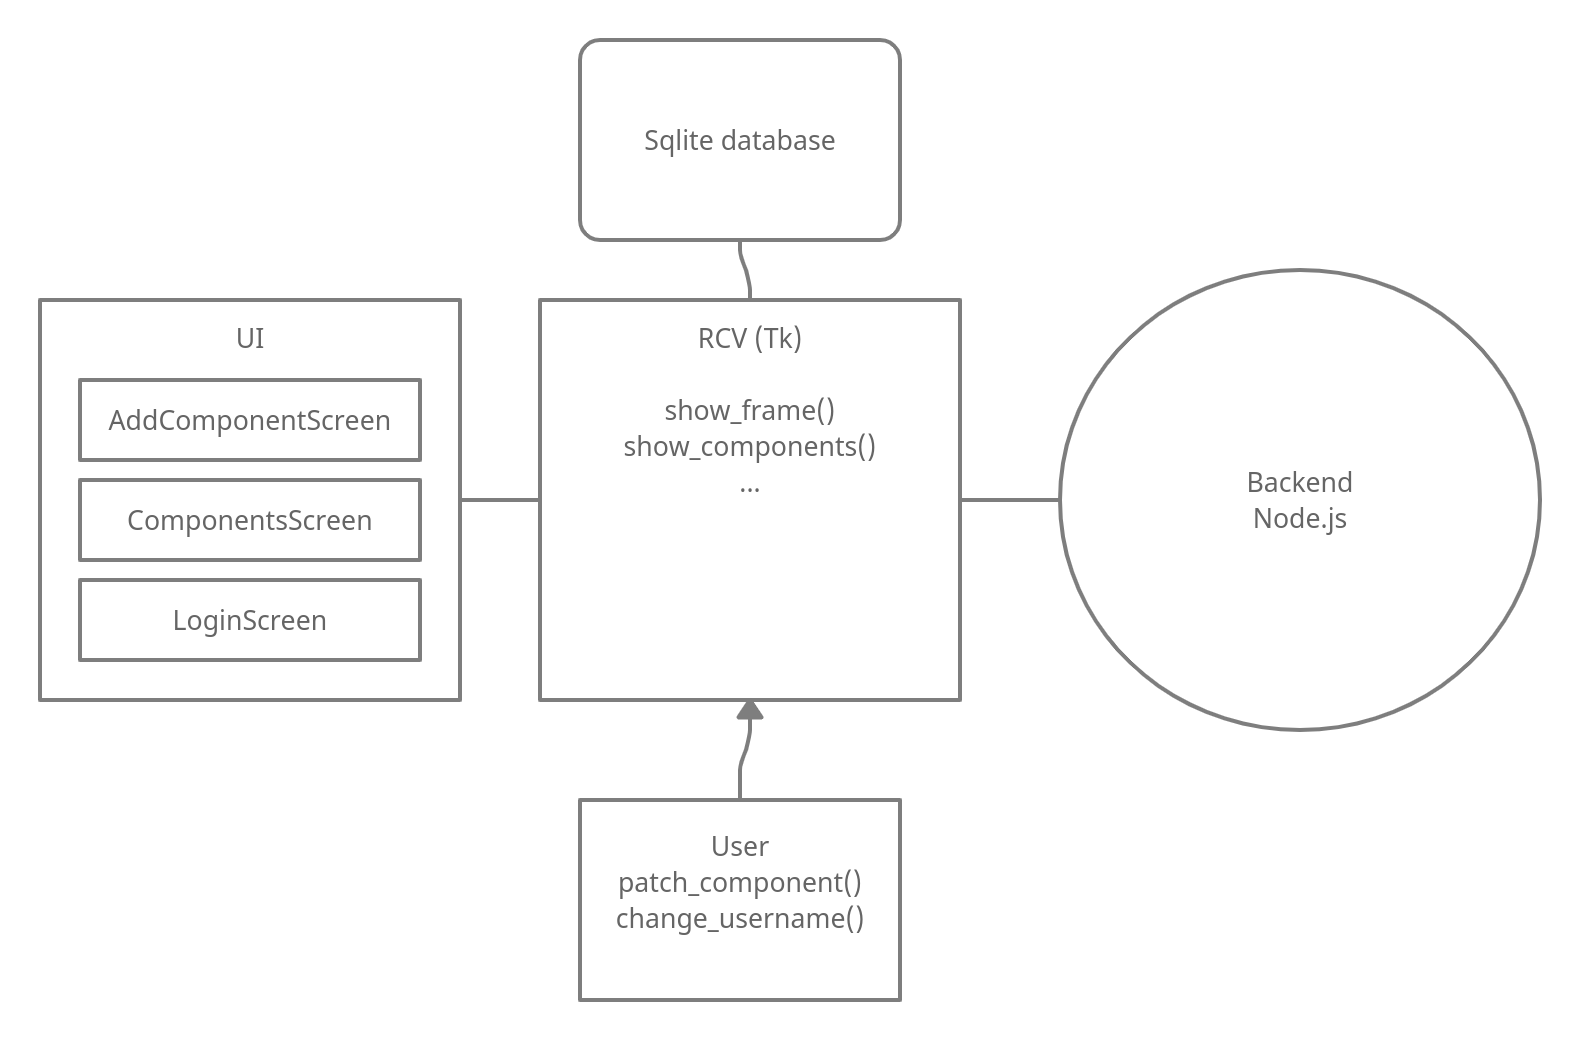 Sqlite database
UI
AddComponentScreen
ComponentsScreen
LoginScreen
RCV (Tk)
show_frame()
show_components()
...
Backend
Node.js
User
patch_component()
change_username()